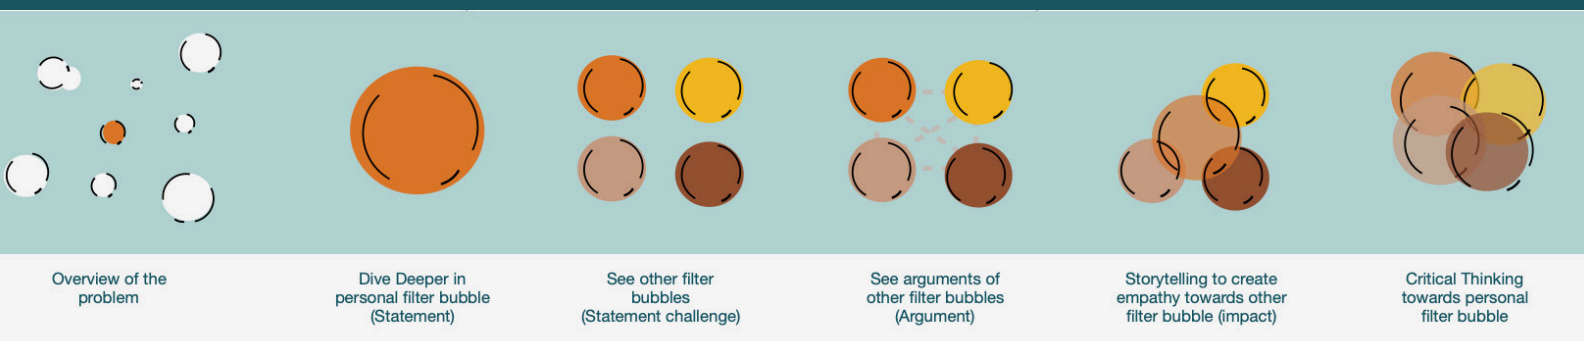 Overview of the
problem
Dive Deeper in
personal filter bubble
(Statement)
See other filter
bubbles
(Statement challenge)
See arguments of
other filter bubbles
(Argument)
Storytelling to create
empathy towards other
filter bubble (impact)
Critical Thinking
towards personal
filter bubble